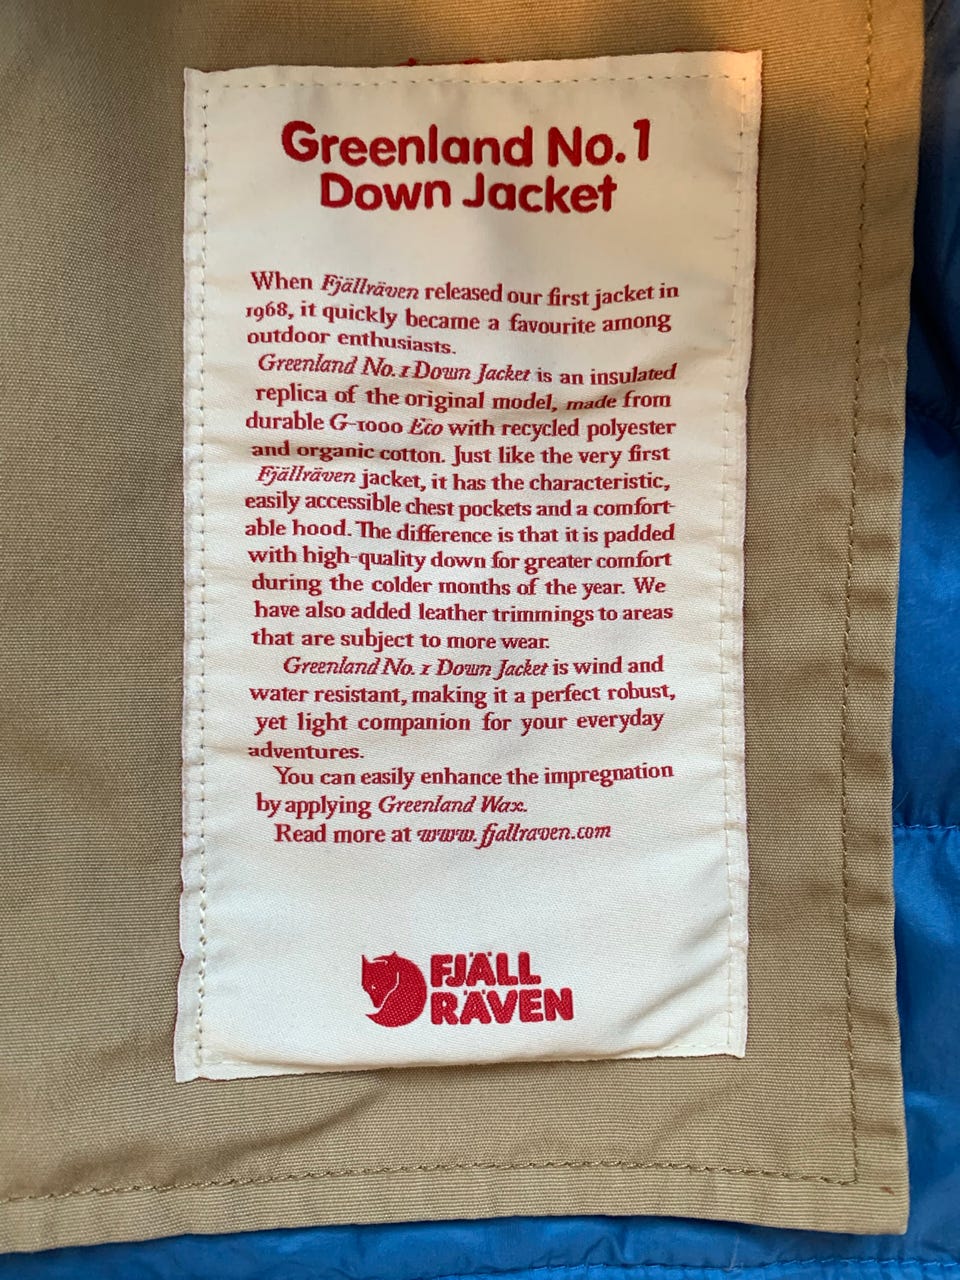 Greenland No.1
Down Jacket
When Fjällräven released our first jacket in
1968, it quickly became a favourite among
outdoor enthusiasts.
Greenland No. 1 Down Jacket is an insulated
replica of the original model, made from
durable G-1000 Eco with recycled polyester
and organic cotton. Just like the very first
Fjällräven jacket, it has the characteristic,
easily accessible chest pockets and a comfort-
able hood. The difference is that it is padded
with high-quality down for greater comfort
during the colder months of the year. We
have also added leather trimmings to areas
that are subject to more wear.
Greenland No. 1 Down Jacket is wind and
water resistant, making it a perfect robust,
yet light companion for your everyday
adventures.
You can easily enhance the impregnation
by applying Greenland Wax.
Read more at www.fjallraven.com
FJÄLL
RÄVEN